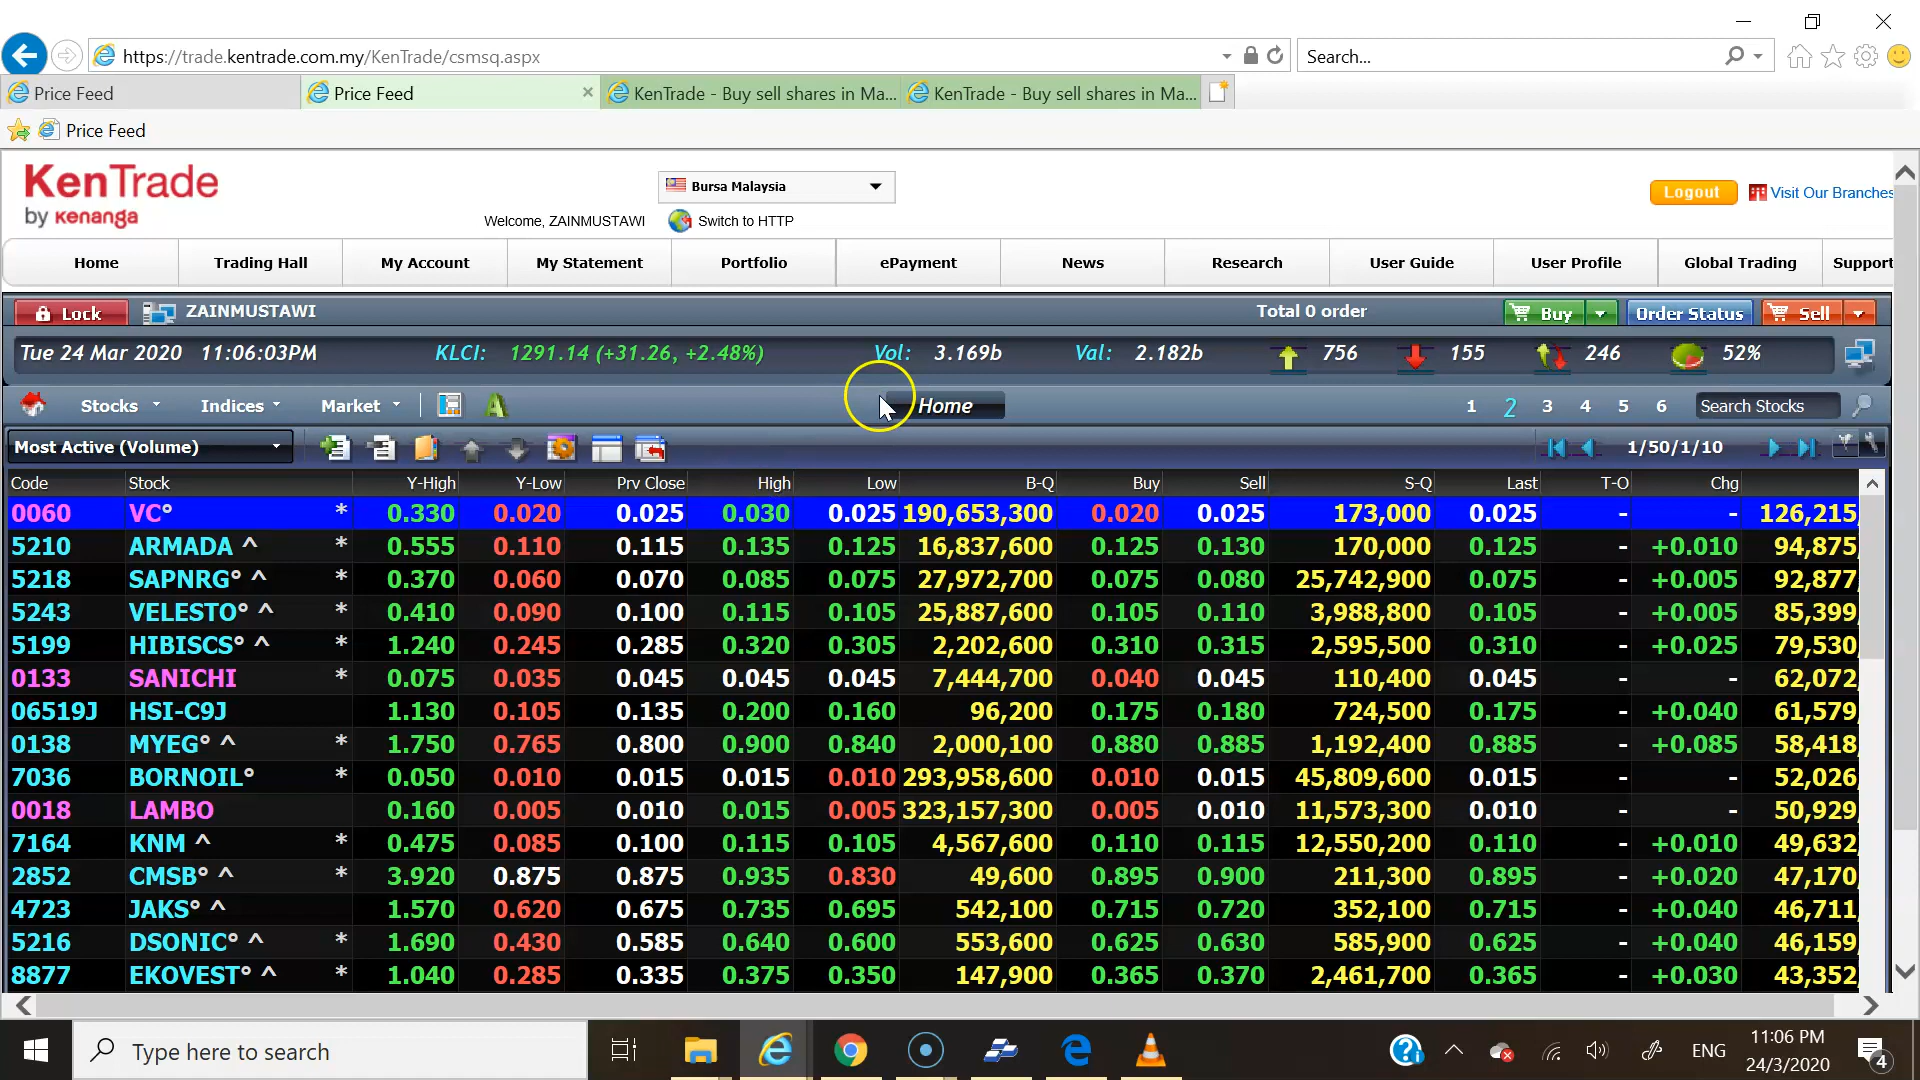 https://trade.kentrade.com.my/KenTrade/csmsq.aspx Search...
Price Feed Price Feed KenTrade - Buy sell shares in Ma... KenTrade - Buy sell shares in Ma...
Price Feed
KenTrade
by kenanga
Bursa Malaysia
Logout Visit Our Branches
Welcome, ZAINMUSTAWI Switch to HTTP
Home Trading Hall My Account My Statement Portfolio ePayment News Research User Guide User Profile Global Trading Support
Lock ZAINMUSTAWI Total 0 order Buy Order Status Sell
Tue 24 Mar 2020 11:06:03PM KLCI: 1291.14 (+31.26, +2.48%) Vol: 3.169b Val: 2.182b 756 155 246 52%
Stocks Indices Market A Home 1 2 3 4 5 6 Search Stocks
Most Active (Volume) 1/50/1/10
Code Stock Y-High Y-Low Prv Close High Low B-Q Buy Sell S-Q Last T-O Chg
0060 VC° * 0.330 0.020 0.025 0.030 0.025 190,653,300 0.020 0.025 173,000 0.025 - - 126,215,
5210 ARMADA ^ * 0.555 0.110 0.115 0.135 0.125 16,837,600 0.125 0.130 170,000 0.125 - +0.010 94,875,
5218 SAPNRG° ^ * 0.370 0.060 0.070 0.085 0.075 27,972,700 0.075 0.080 25,742,900 0.075 - +0.005 92,877,
5243 VELESTO° ^ * 0.410 0.090 0.100 0.115 0.105 25,887,600 0.105 0.110 3,988,800 0.105 - +0.005 85,399,
5199 HIBISCS° ^ * 1.240 0.245 0.285 0.320 0.305 2,202,600 0.310 0.315 2,595,500 0.310 - +0.025 79,530,
0133 SANICHI * 0.075 0.035 0.045 0.045 0.045 7,444,700 0.040 0.045 110,400 0.045 - - 62,072,
06519J HSI-C9J 1.130 0.105 0.135 0.200 0.160 96,200 0.175 0.180 724,500 0.175 - +0.040 61,579,
0138 MYEG° ^ * 1.750 0.765 0.800 0.900 0.840 2,000,100 0.880 0.885 1,192,400 0.885 - +0.085 58,418,
7036 BORNOIL° * 0.050 0.010 0.015 0.015 0.010 293,958,600 0.010 0.015 45,809,600 0.015 - - 52,026,
0018 LAMBO 0.160 0.005 0.010 0.015 0.005 323,157,300 0.005 0.010 11,573,300 0.010 - - 50,929,
7164 KNM ^ * 0.475 0.085 0.100 0.115 0.105 4,567,600 0.110 0.115 12,550,200 0.110 - +0.010 49,632,
2852 CMSB° ^ * 3.920 0.875 0.875 0.935 0.830 49,600 0.895 0.900 211,300 0.895 - +0.020 47,170,
4723 JAKS° ^ 1.570 0.620 0.675 0.735 0.695 542,100 0.715 0.720 352,100 0.715 - +0.040 46,711,
5216 DSONIC° ^ * 1.690 0.430 0.585 0.640 0.600 553,600 0.625 0.630 585,900 0.625 - +0.040 46,159,
8877 EKOVEST° ^ * 1.040 0.285 0.335 0.375 0.350 147,900 0.365 0.370 2,461,700 0.365 - +0.030 43,352,
Type here to search ENG 11:06 PM
24/3/2020 4